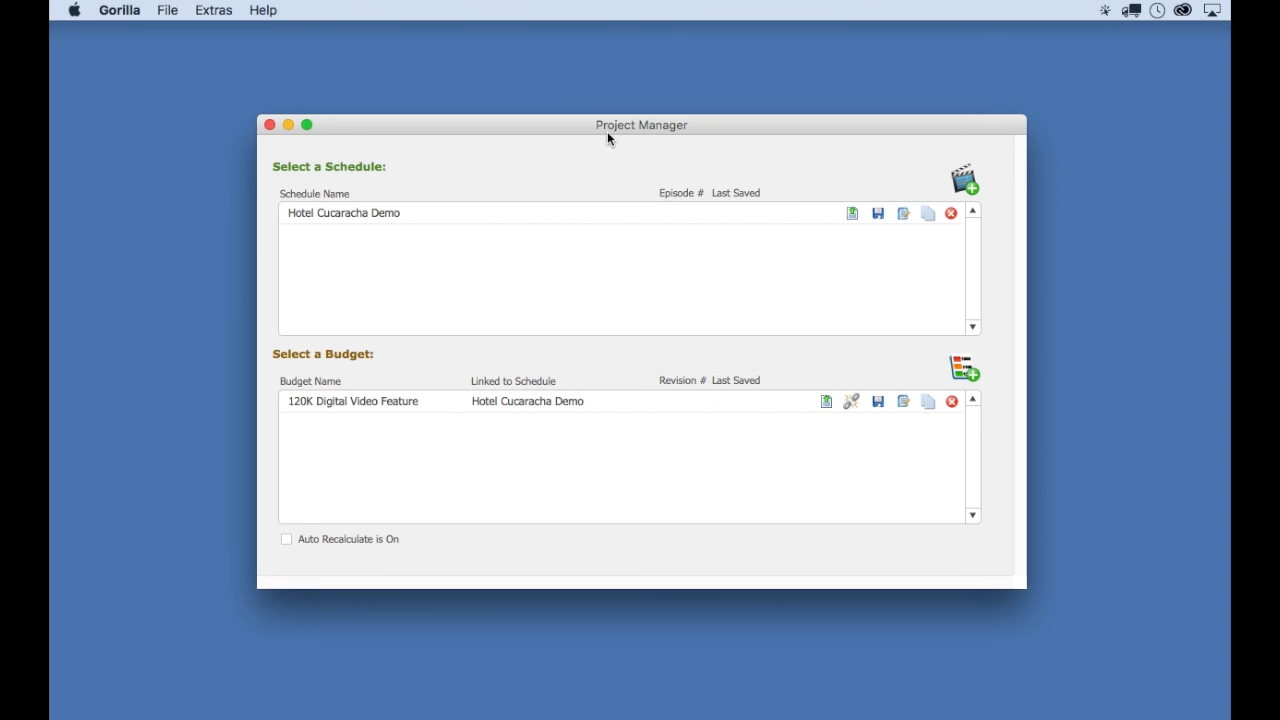 Gorilla File Extras Help
Project Manager
Select a Schedule:
Schedule Name Episode # Last Saved
Hotel Cucaracha Demo
Select a Budget:
Budget Name Linked to Schedule Revision # Last Saved
120K Digital Video Feature Hotel Cucaracha Demo
Auto Recalculate is On